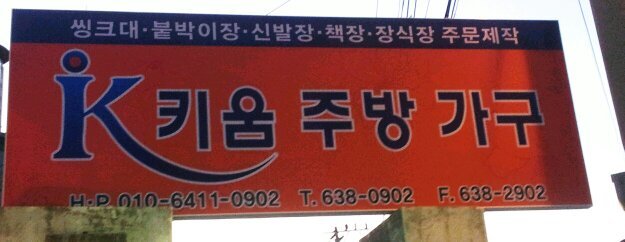 씽크대·붙박이장·신발장·책장·장식장 주문제작
K 키움 주방 가구
H·P. 010-6411-0902 T. 638-0902 F. 638-2902